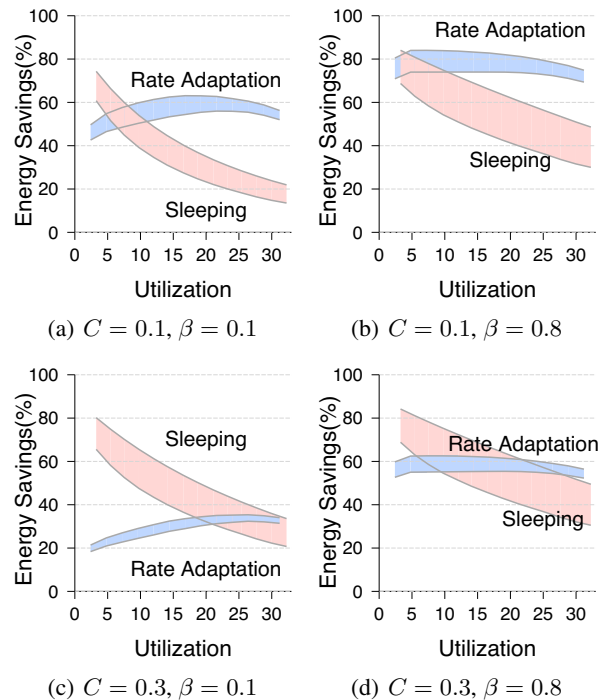 Energy Savings(%)
100
80
60
40
20
0
Rate Adaptation
Sleeping
0 5 10 15 20 25 30
Utilization
(a) C = 0.1, β = 0.1
Energy Savings(%)
100
80
60
40
20
0
Rate Adaptation
Sleeping
0 5 10 15 20 25 30
Utilization
(b) C = 0.1, β = 0.8
Energy Savings(%)
100
80
60
40
20
0
Sleeping
Rate Adaptation
0 5 10 15 20 25 30
Utilization
(c) C = 0.3, β = 0.1
Energy Savings(%)
100
80
60
40
20
0
Rate Adaptation
Sleeping
0 5 10 15 20 25 30
Utilization
(d) C = 0.3, β = 0.8